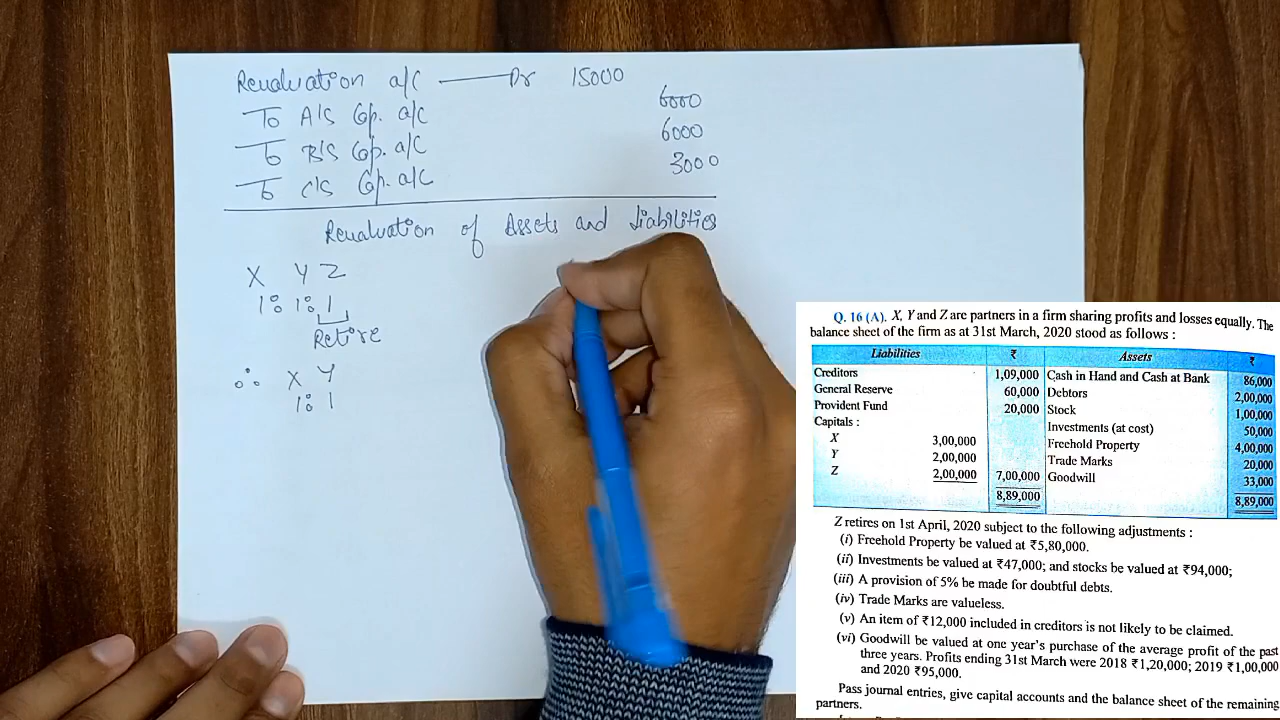 Revaluation a/c —— Dr 15000
To A's Cap. a/c 6000
To B's Cap. a/c 6000
To C's Cap. a/c 3000
Revaluation of Assets and Liabilities
X Y Z
1: 1: 1
Retire
∴ X Y
1: 1
Q. 16 (A). X, Y and Z are partners in a firm sharing profits and losses equally. The
balance sheet of the firm as at 31st March, 2020 stood as follows :
Liabilities ₹ Assets ₹
Creditors 1,09,000 Cash in Hand and Cash at Bank 86,000
General Reserve 60,000 Debtors 2,00,000
Provident Fund 20,000 Stock 1,00,000
Capitals : Investments (at cost) 50,000
X 3,00,000 Freehold Property 4,00,000
Y 2,00,000 Trade Marks 20,000
Z 2,00,000 7,00,000 Goodwill 33,000
8,89,000 8,89,000
Z retires on 1st April, 2020 subject to the following adjustments :
(i) Freehold Property be valued at ₹5,80,000.
(ii) Investments be valued at ₹47,000; and stocks be valued at ₹94,000;
(iii) A provision of 5% be made for doubtful debts.
(iv) Trade Marks are valueless.
(v) An item of ₹12,000 included in creditors is not likely to be claimed.
(vi) Goodwill be valued at one year's purchase of the average profit of the past
three years. Profits ending 31st March were 2018 ₹1,20,000; 2019 ₹1,00,000
and 2020 ₹95,000.
Pass journal entries, give capital accounts and the balance sheet of the remaining
partners.